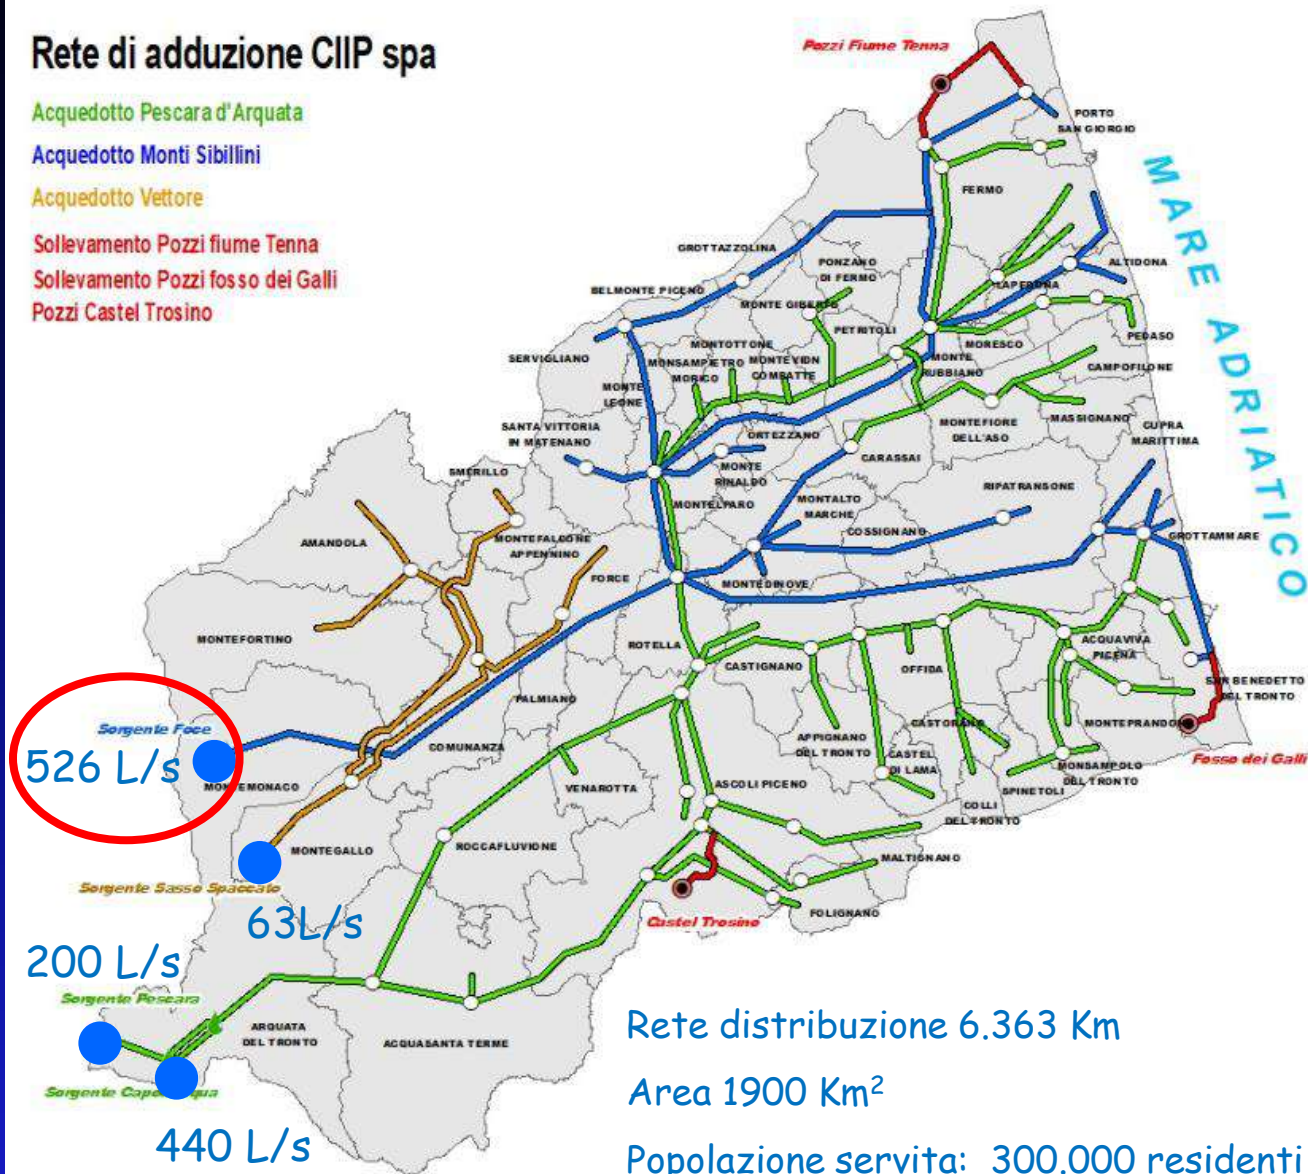 Rete di adduzione CIIP spa
Acquedotto Pescara d'Arquata
Acquedotto Monti Sibillini
Acquedotto Vettore
Sollevamento Pozzi fiume Tenna
Sollevamento Pozzi fosso dei Galli
Pozzi Castel Trosino
Pozzi Fiume Tenna
PORTO
SAN GIORGIO
FERMO
MARE ADRIATICO
GROTTAZZOLINA
PONZANO
DI FERMO
ALTIDONA
LAPEDONA
BELMONTE PICENO
MONTE GIBERTO
PETRITOLI
MORESCO
PEDASO
SERVIGLIANO
MONTOTTONE
MONSAMPIETRO
MORICO
MONTEVIDN
COMBATTE
MONTE
RUBBIANO
CAMPOFILONE
MONTE
LEONE
SANTA VITTORIA
IN MATENANO
ORTEZZANO
MONTEFIORE
DELL'ASO
MASSIGNANO
CUPRA
MARITTIMA
SMERILLO
MONTE
RINALDO
CARASSAI
MONTELPARO
MONTALTO
MARCHE
RIPATRANSONE
AMANDOLA
MONTEFALCONE
APPENNINO
COSSIGNANO
GROTTAMMARE
FORCE
MONTEDINOVE
MONTEFORTINO
ROTELLA
CASTIGNANO
OFFIDA
ACQUAVIVA
PICENA
SAN BENEDETTO
DEL TRONTO
PALMIANO
Sorgente Foce
526 L/s
MONTEMONACO
COMUNANZA
APPIGNANO
DEL TRONTO
CASTORANO
MONTEPRANDONE
CASTEL
DI LAMA
MONSAMPOLO
DEL TRONTO
Fosso dei Galli
VENAROTTA
ASCOLI PICENO
SPINETOLI
COLLI
DEL TRONTO
MONTEGALLO
ROCCAFLUVIONE
MALTIGNANO
Sorgente Sasso Spaccato
63L/s
Castel Trosino
FOLIGNANO
200 L/s
Sorgente Pescara
ARQUATA
DEL TRONTO
ACQUASANTA TERME
Sorgente Capodacqua
440 L/s
Rete distribuzione 6.363 Km
Area 1900 Km²
Popolazione servita: 300.000 residenti